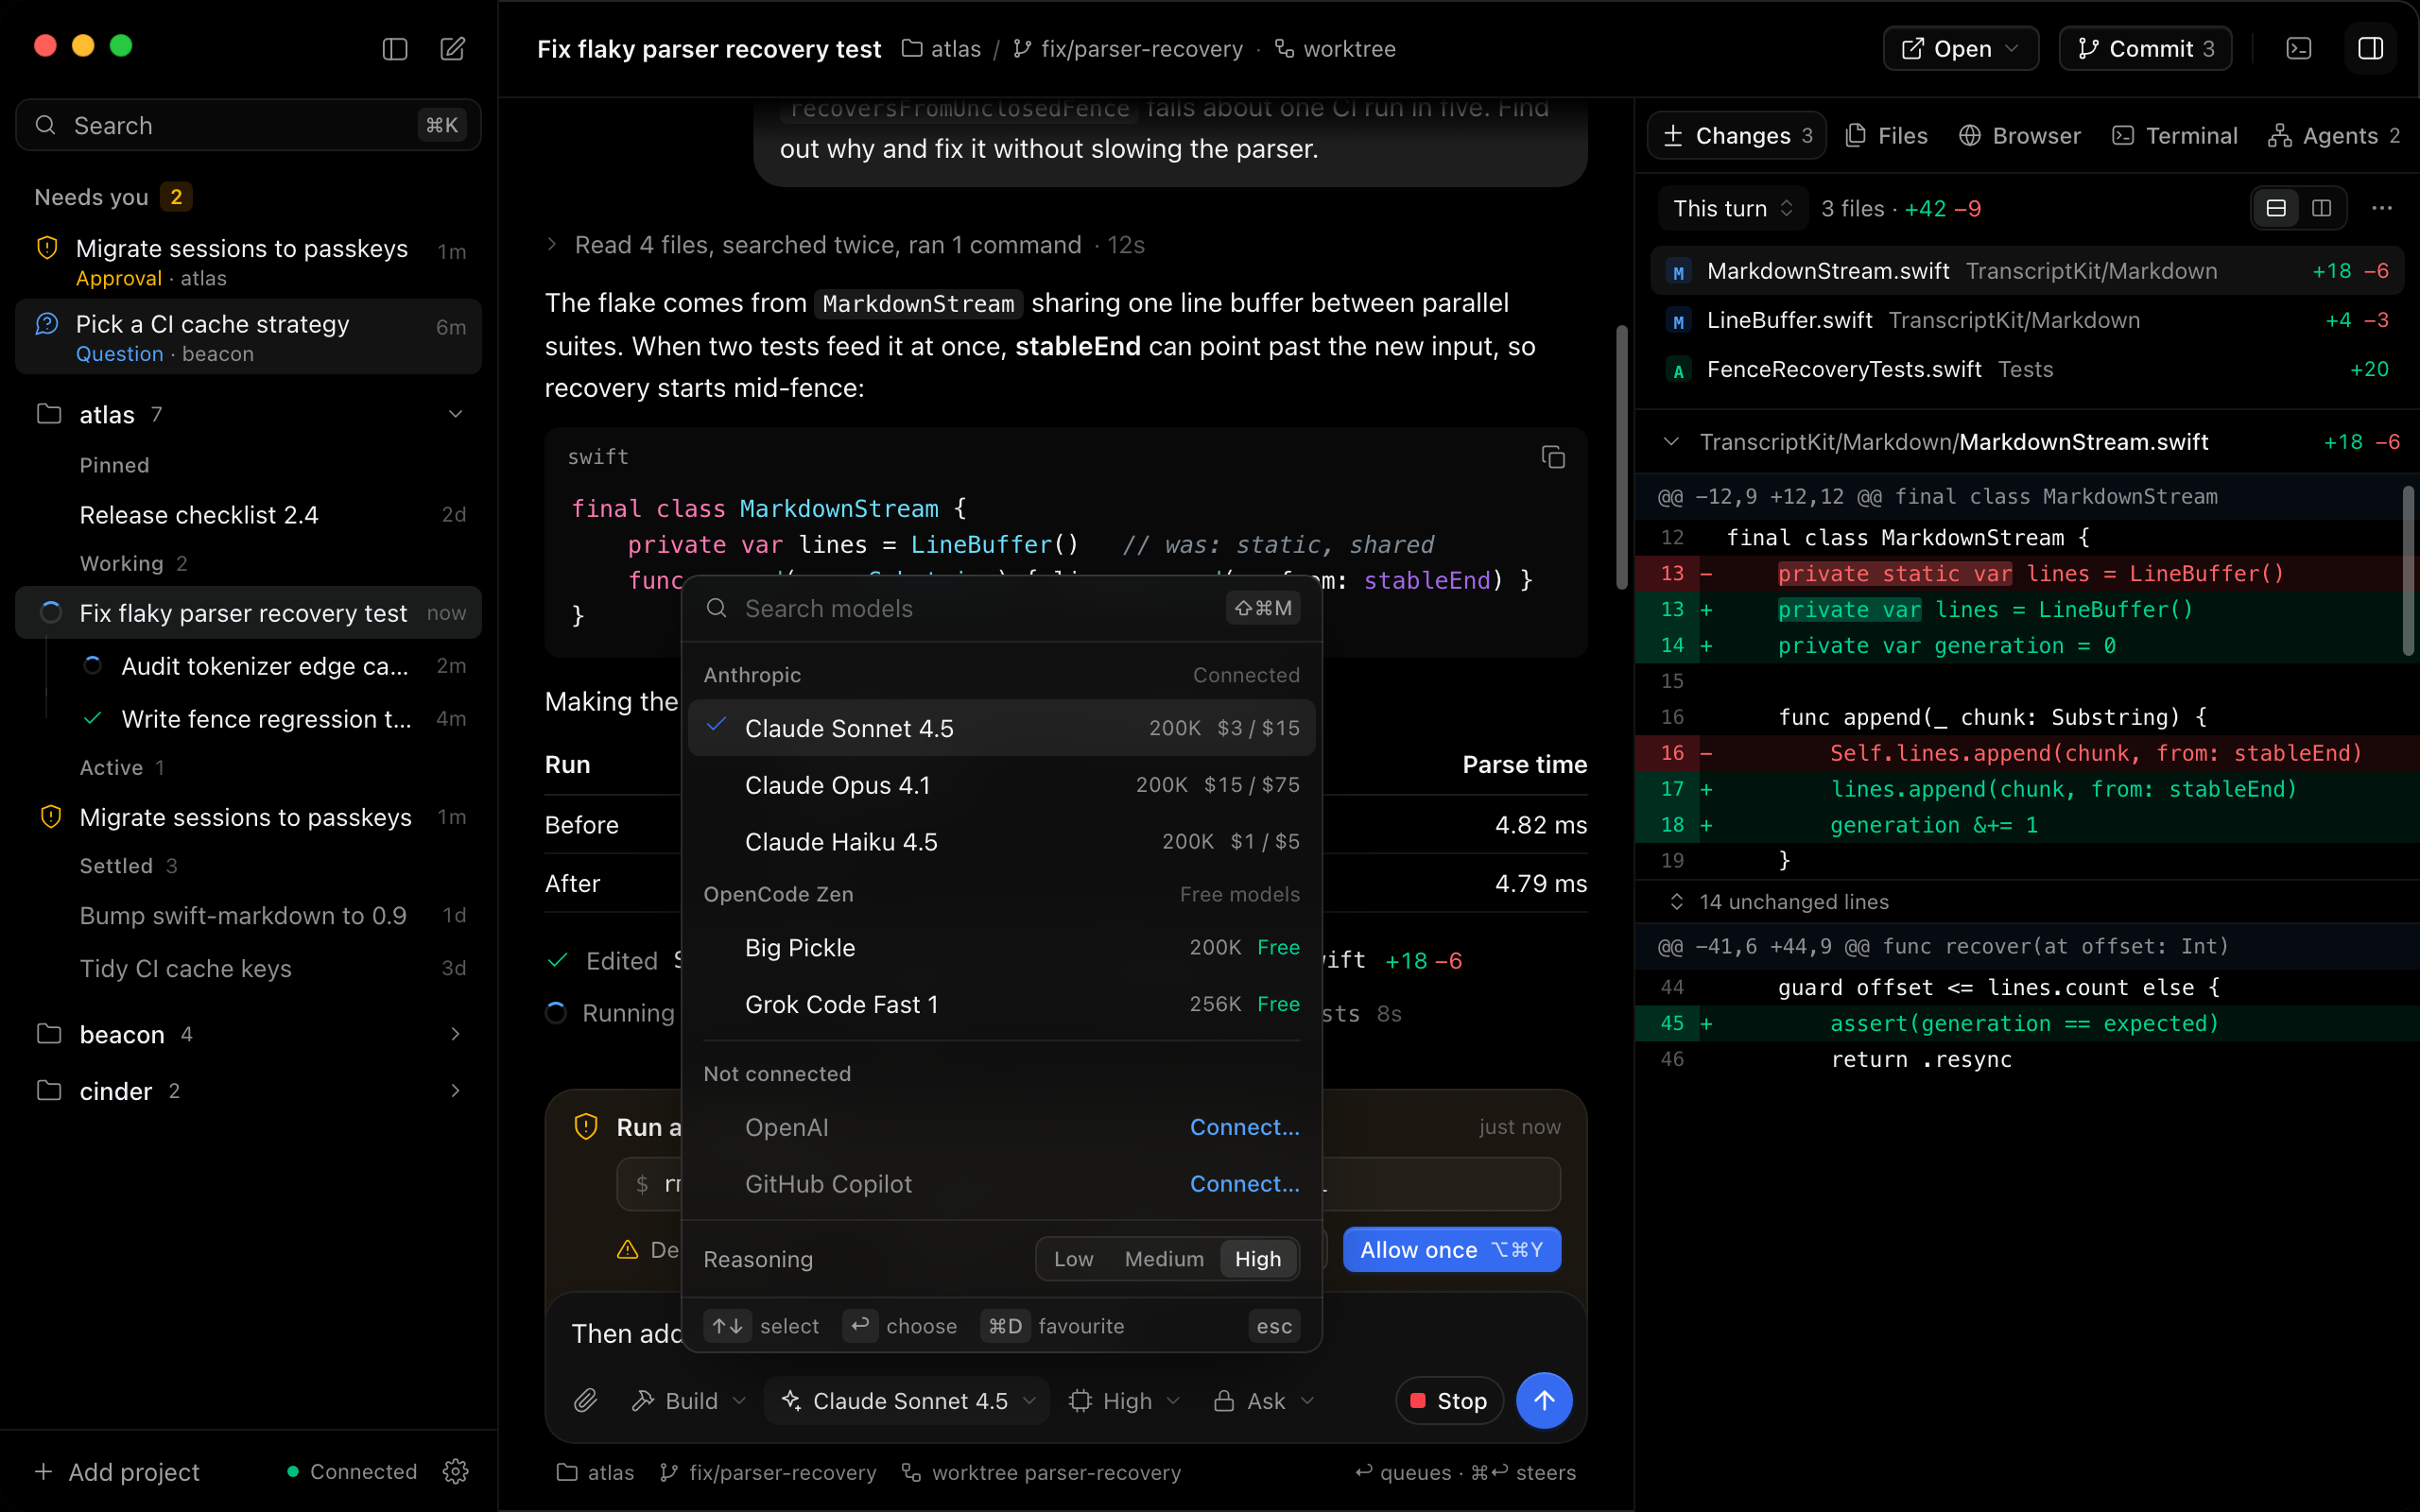 Search ⌘K
Needs you 2
Migrate sessions to passkeys 1m
Approval · atlas
Pick a CI cache strategy 6m
Question · beacon
atlas 7
Pinned
Release checklist 2.4 2d
Working 2
Fix flaky parser recovery test now
Audit tokenizer edge ca... 2m
Write fence regression t... 4m
Active 1
Migrate sessions to passkeys 1m
Settled 3
Bump swift-markdown to 0.9 1d
Tidy CI cache keys 3d
beacon 4
cinder 2
Add project Connected
Fix flaky parser recovery test atlas / fix/parser-recovery · worktree
Open Commit 3
recoversFromUnclosedFence fails about one CI run in five. Find
out why and fix it without slowing the parser.
Read 4 files, searched twice, ran 1 command · 12s
The flake comes from MarkdownStream sharing one line buffer between parallel
suites. When two tests feed it at once, stableEnd can point past the new input, so
recovery starts mid-fence:
swift
final class MarkdownStream {
private var lines = LineBuffer() // was: static, shared
func from: stableEnd) }
}
Making the
Run Parse time
Before 4.82 ms
After 4.79 ms
Edited +18 −6
Running 8s
Run a just now
$
Allow once ⌥⌘Y
Then add
Search models ⇧⌘M
Anthropic Connected
Claude Sonnet 4.5 200K $3 / $15
Claude Opus 4.1 200K $15 / $75
Claude Haiku 4.5 200K $1 / $5
OpenCode Zen Free models
Big Pickle 200K Free
Grok Code Fast 1 256K Free
Not connected
OpenAI Connect...
GitHub Copilot Connect...
Reasoning Low Medium High
↑↓ select ↩ choose ⌘D favourite esc
Build Claude Sonnet 4.5 High Ask Stop
atlas fix/parser-recovery worktree parser-recovery ↩ queues · ⌘↩ steers
Changes 3 Files Browser Terminal Agents 2
This turn 3 files · +42 −9
M MarkdownStream.swift TranscriptKit/Markdown +18 −6
M LineBuffer.swift TranscriptKit/Markdown +4 −3
A FenceRecoveryTests.swift Tests +20
TranscriptKit/Markdown/MarkdownStream.swift +18 −6
@@ −12,9 +12,12 @@ final class MarkdownStream
12 final class MarkdownStream {
13 − private static var lines = LineBuffer()
13 + private var lines = LineBuffer()
14 + private var generation = 0
15
16 func append(_ chunk: Substring) {
16 − Self.lines.append(chunk, from: stableEnd)
17 + lines.append(chunk, from: stableEnd)
18 + generation &+= 1
19 }
14 unchanged lines
@@ −41,6 +44,9 @@ func recover(at offset: Int)
44 guard offset <= lines.count else {
45 + assert(generation == expected)
46 return .resync